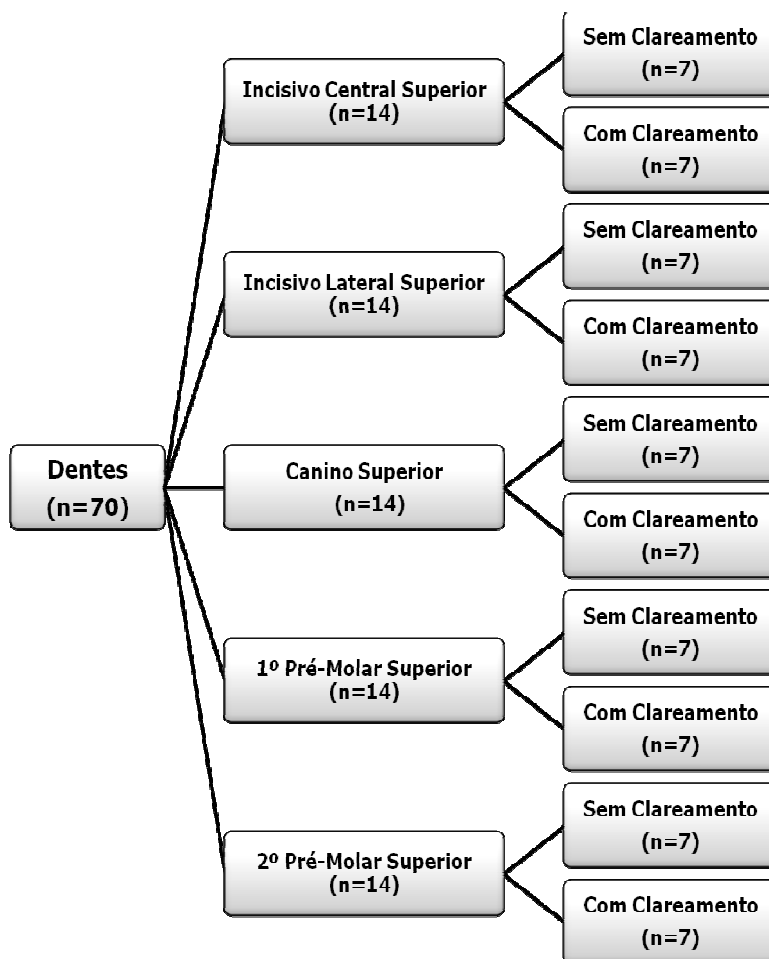 Dentes
(n=70)
Incisivo Central Superior
(n=14)
Sem Clareamento
(n=7)
Com Clareamento
(n=7)
Incisivo Lateral Superior
(n=14)
Sem Clareamento
(n=7)
Com Clareamento
(n=7)
Canino Superior
(n=14)
Sem Clareamento
(n=7)
Com Clareamento
(n=7)
1º Pré-Molar Superior
(n=14)
Sem Clareamento
(n=7)
Com Clareamento
(n=7)
2º Pré-Molar Superior
(n=14)
Sem Clareamento
(n=7)
Com Clareamento
(n=7)